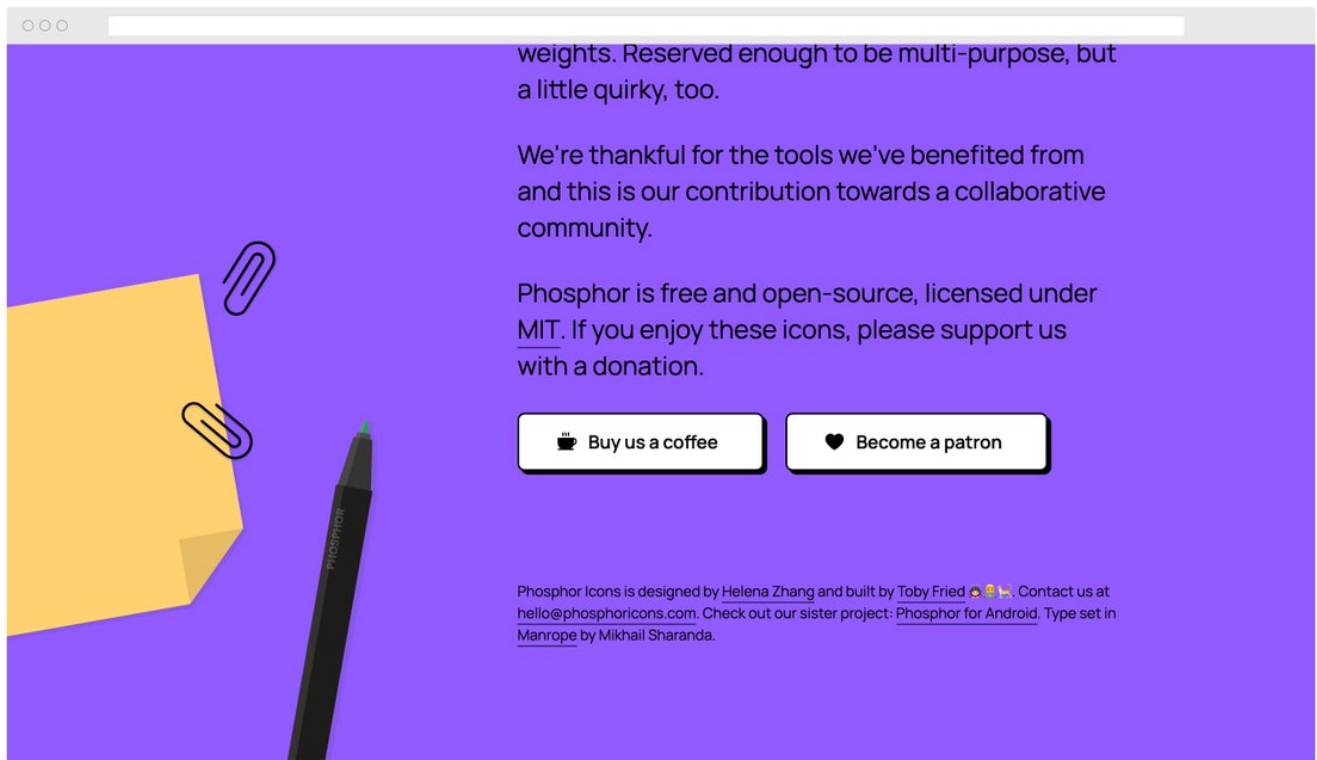 weights. Reserved enough to be multi-purpose, but
a little quirky, too.
We're thankful for the tools we've benefited from
and this is our contribution towards a collaborative
community.
Phosphor is free and open-source, licensed under
MIT. If you enjoy these icons, please support us
with a donation.
Buy us a coffee
Become a patron
PHOSPHOR
Phosphor Icons is designed by Helena Zhang and built by Toby Fried 👩🏻‍🎤👨🏼‍🎤🐈. Contact us at
hello@phosphoricons.com. Check out our sister project: Phosphor for Android. Type set in
Manrope by Mikhail Sharanda.